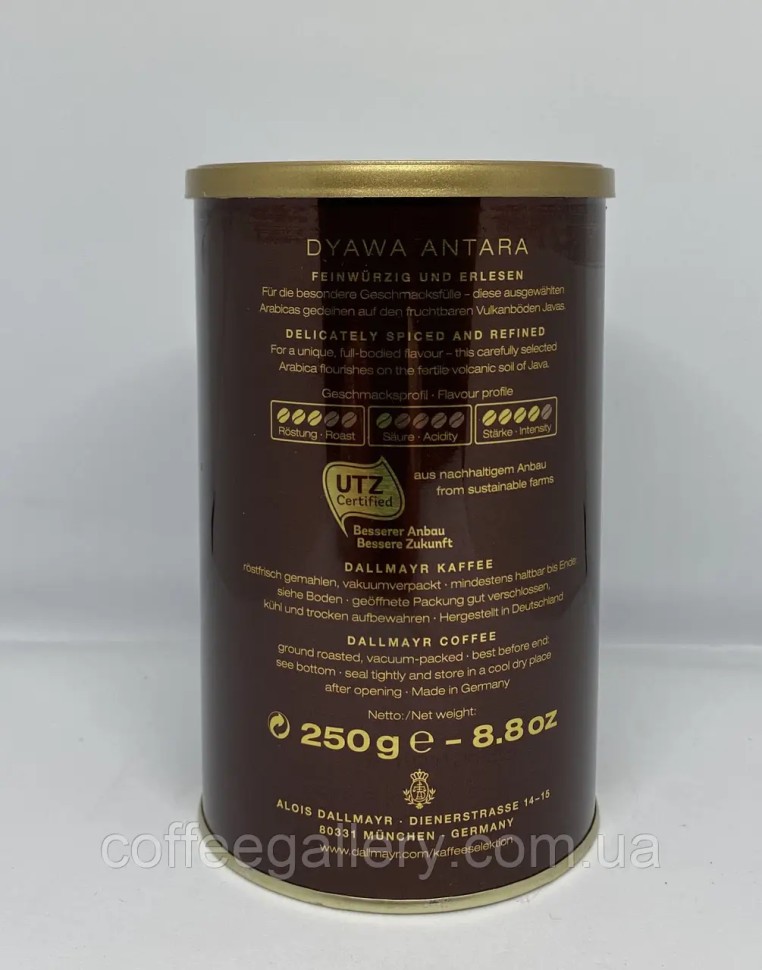 DYAWA ANTARA
FEINWÜRZIG UND ERLESEN
Für die besondere Geschmacksfülle – diese ausgewählten
Arabicas gedeihen auf den fruchtbaren Vulkanböden Javas.
DELICATELY SPICED AND REFINED
For a unique, full-bodied flavour – this carefully selected
Arabica flourishes on the fertile volcanic soil of Java.
Geschmacksprofil · Flavour profile
Röstung · Roast Säure · Acidity Stärke · Intensity
UTZ
Certified
aus nachhaltigem Anbau
from sustainable farms
Besserer Anbau
Bessere Zukunft
DALLMAYR KAFFEE
röstfrisch gemahlen, vakuumverpackt · mindestens haltbar bis Ende:
siehe Boden · geöffnete Packung gut verschlossen,
kühl und trocken aufbewahren · Hergestellt in Deutschland
DALLMAYR COFFEE
ground roasted, vacuum-packed · best before end:
see bottom · seal tightly and store in a cool dry place
after opening · Made in Germany
Netto:/Net weight:
250 g ℮ – 8.8 oz
ALOIS DALLMAYR · DIENERSTRASSE 14–15
80331 MÜNCHEN · GERMANY
www.dallmayr.com/kaffeeselektion
coffeegallery.com.ua